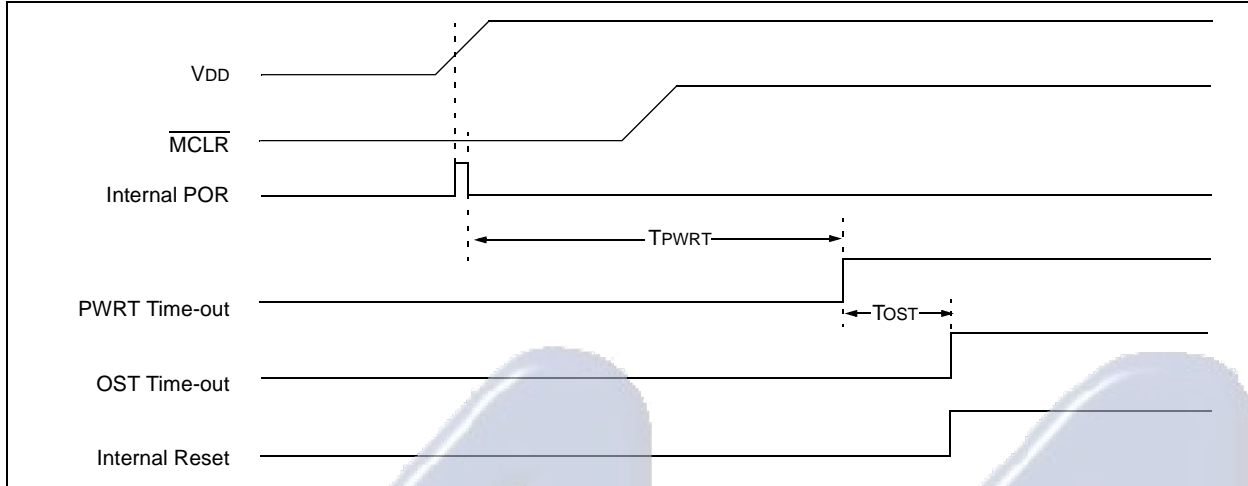 VDD
MCLR
Internal POR
TPWRT
PWRT Time-out
TOST
OST Time-out
Internal Reset